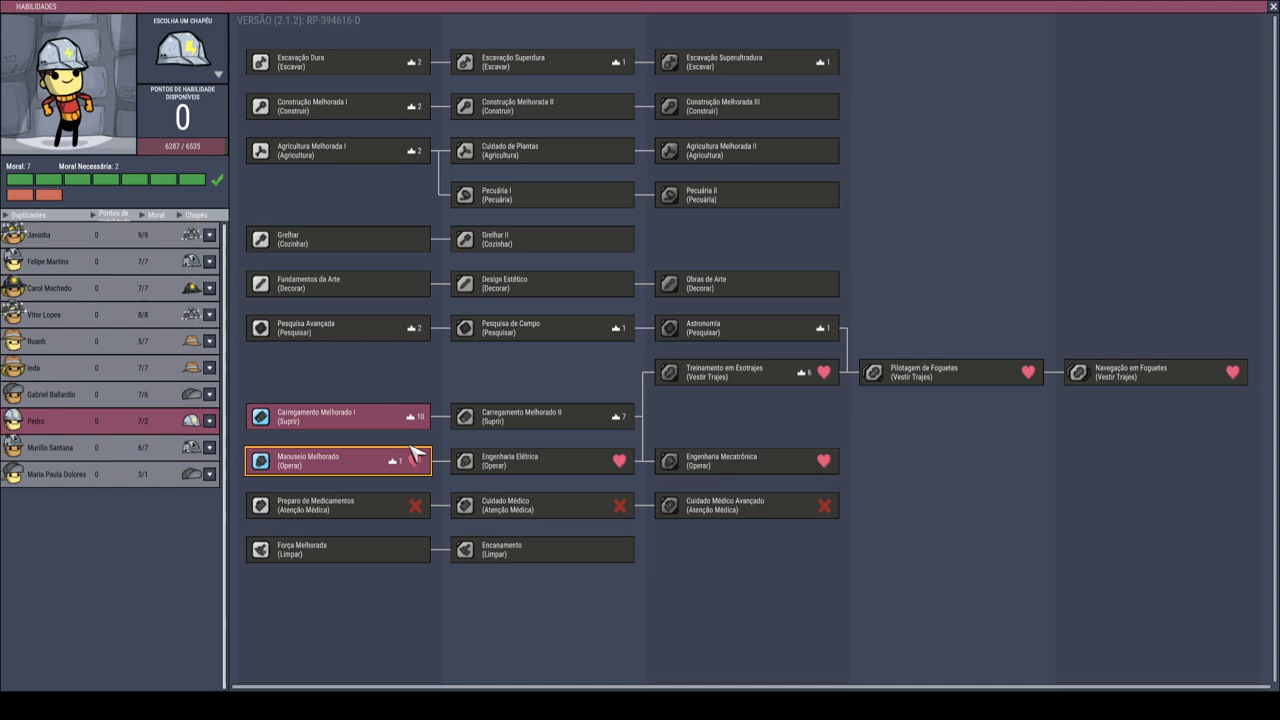 HABILIDADES
VERSÃO (2.1.2): RP-394616-D
ESCOLHA UM CHAPÉU
PONTOS DE HABILIDADE
DISPONÍVEIS
0
6287 / 6535
Moral: 7 Moral Necessária: 2
Duplicantes Pontos de Habilidade Moral Chapéu
Janinha 0 9/9
Felipe Martins 0 7/7
Carol Machado 0 7/7
Vitor Lopes 0 8/8
Ruanh 0 5/7
Ieda 0 7/7
Gabriel Ballardin 0 7/6
Pedro 0 7/2
Murillo Santana 0 6/7
Maria Paula Dolores 0 3/1
Escavação Dura
(Escavar)
2
Escavação Superdura
(Escavar)
1
Escavação Superultradura
(Escavar)
1
Construção Melhorada I
(Construir)
2
Construção Melhorada II
(Construir)
Construção Melhorada III
(Construir)
Agricultura Melhorada I
(Agricultura)
2
Cuidado de Plantas
(Agricultura)
Agricultura Melhorada II
(Agricultura)
Pecuária I
(Pecuária)
Pecuária II
(Pecuária)
Grelhar
(Cozinhar)
Grelhar II
(Cozinhar)
Fundamentos da Arte
(Decorar)
Design Estético
(Decorar)
Obras de Arte
(Decorar)
Pesquisa Avançada
(Pesquisar)
2
Pesquisa de Campo
(Pesquisar)
1
Astronomia
(Pesquisar)
1
Treinamento em Exotrajes
(Vestir Trajes)
6
Pilotagem de Foguetes
(Vestir Trajes)
Navegação em Foguetes
(Vestir Trajes)
Carregamento Melhorado I
(Suprir)
10
Carregamento Melhorado II
(Suprir)
7
Manuseio Melhorado
(Operar)
1
Engenharia Elétrica
(Operar)
Engenharia Mecatrônica
(Operar)
Preparo de Medicamentos
(Atenção Médica)
Cuidado Médico
(Atenção Médica)
Cuidado Médico Avançado
(Atenção Médica)
Força Melhorada
(Limpar)
Encanamento
(Limpar)